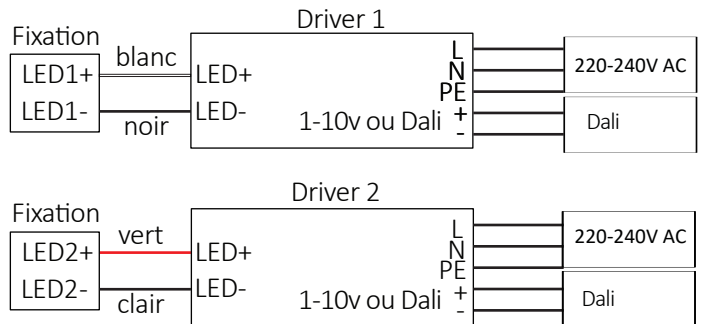 Driver 1
Fixation
LED1+ blanc LED+
LED1- noir LED-
1-10v ou Dali
L
N
PE
+
-
220-240V AC
Dali
Driver 2
Fixation
LED2+ vert LED+
LED2- clair LED-
1-10v ou Dali
L
N
PE
+
-
220-240V AC
Dali